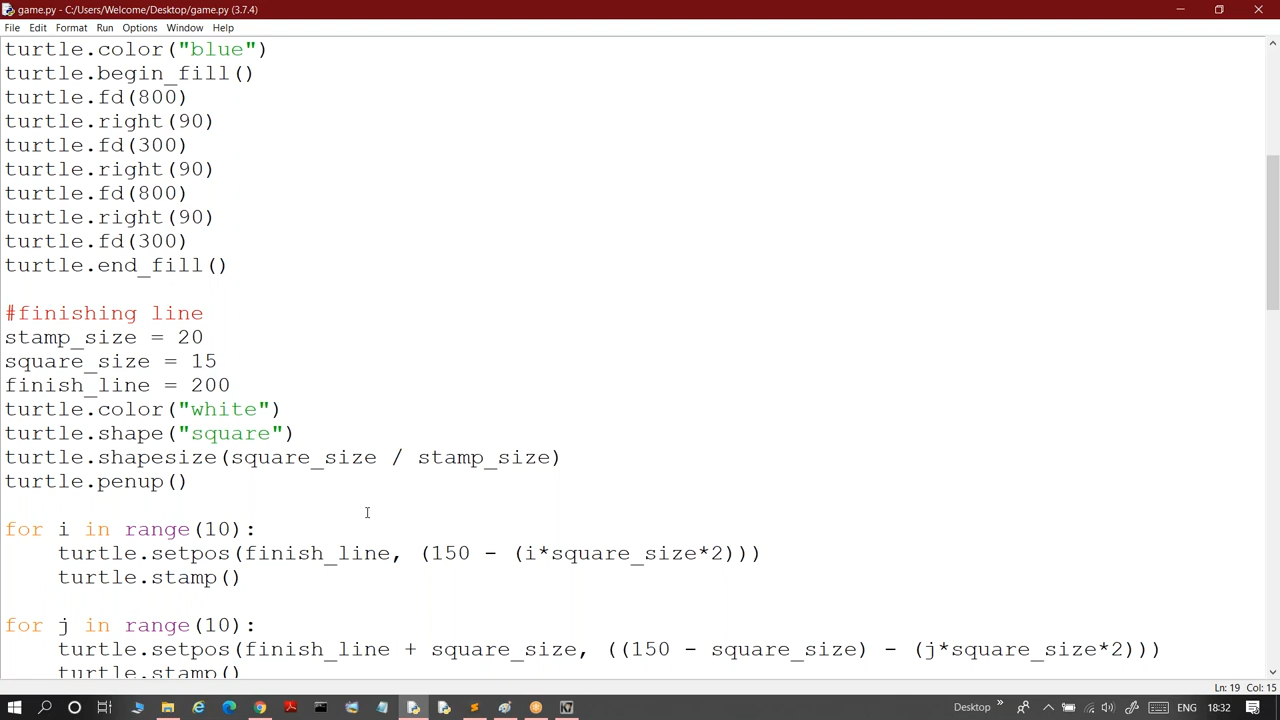 game.py - C:/Users/Welcome/Desktop/game.py (3.7.4)
File Edit Format Run Options Window Help
turtle.color("blue")
turtle.begin_fill()
turtle.fd(800)
turtle.right(90)
turtle.fd(300)
turtle.right(90)
turtle.fd(800)
turtle.right(90)
turtle.fd(300)
turtle.end_fill()
#finishing line
stamp_size = 20
square_size = 15
finish_line = 200
turtle.color("white")
turtle.shape("square")
turtle.shapesize(square_size / stamp_size)
turtle.penup()
for i in range(10):
    turtle.setpos(finish_line, (150 - (i*square_size*2)))
    turtle.stamp()
for j in range(10):
    turtle.setpos(finish_line + square_size, ((150 - square_size) - (j*square_size*2)))
    turtle.stamp()
Ln: 19 Col: 15
Desktop » ENG 18:32